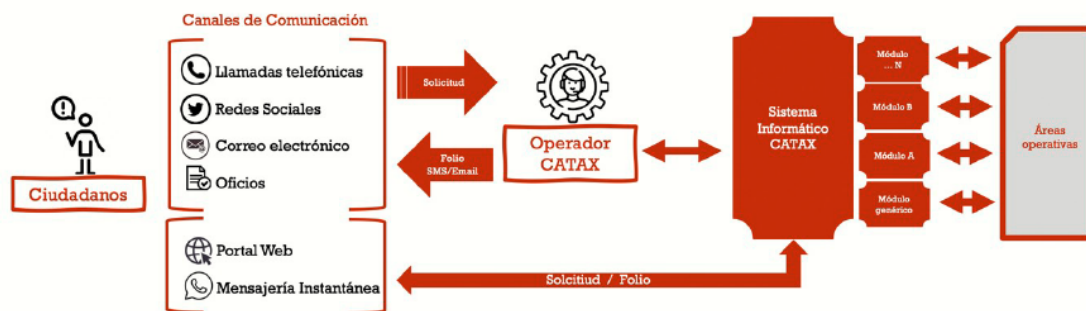 Canales de Comunicación
Llamadas telefónicas
Redes Sociales
Correo electrónico
Oficios
Portal Web
Mensajería Instantánea
Ciudadanos
Solicitud
Folio
SMS/Email
Operador
CATAX
Solcitiud / Folio
Sistema
Informático
CATAX
Módulo
... N
Módulo B
Módulo A
Módulo
genérico
Áreas
operativas